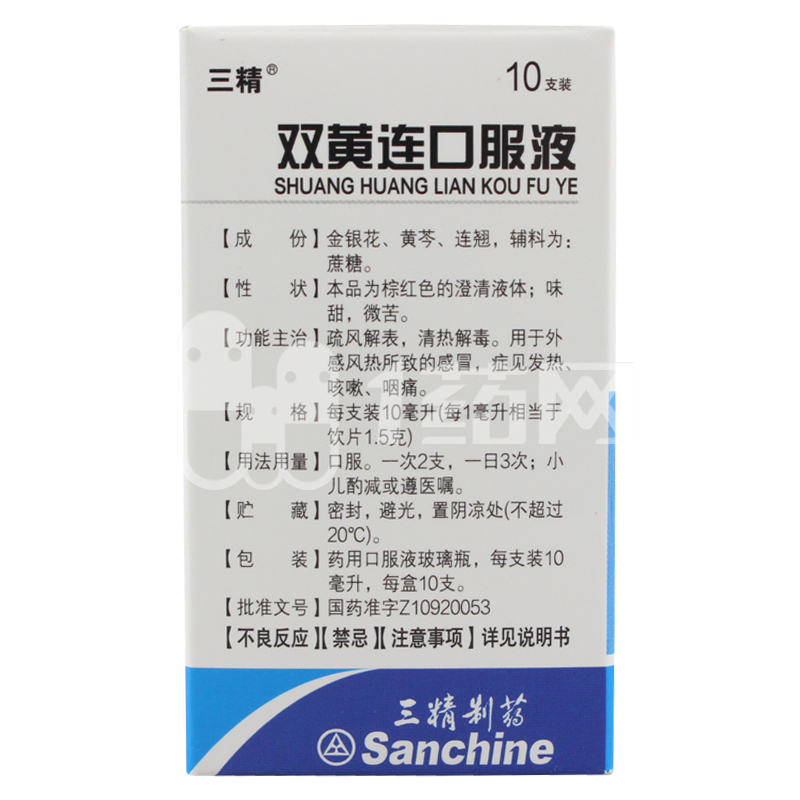 三精® 10支装
双黄连口服液
SHUANG HUANG LIAN KOU FU YE
【成 份】金银花、黄芩、连翘，辅料为：
蔗糖。
【性 状】本品为棕红色的澄清液体；味
甜，微苦。
【功能主治】疏风解表，清热解毒。用于外
感风热所致的感冒，症见发热、
咳嗽、咽痛。
【规 格】每支装10毫升(每1毫升相当于
饮片1.5克)
【用法用量】口服。一次2支，一日3次；小
儿酌减或遵医嘱。
【贮 藏】密封，避光，置阴凉处(不超过
20℃)。
【包 装】药用口服液玻璃瓶，每支装10
毫升，每盒10支。
【批准文号】国药准字Z10920053
【不良反应】【禁忌】【注意事项】详见说明书
三精制药
Sanchine
1药网